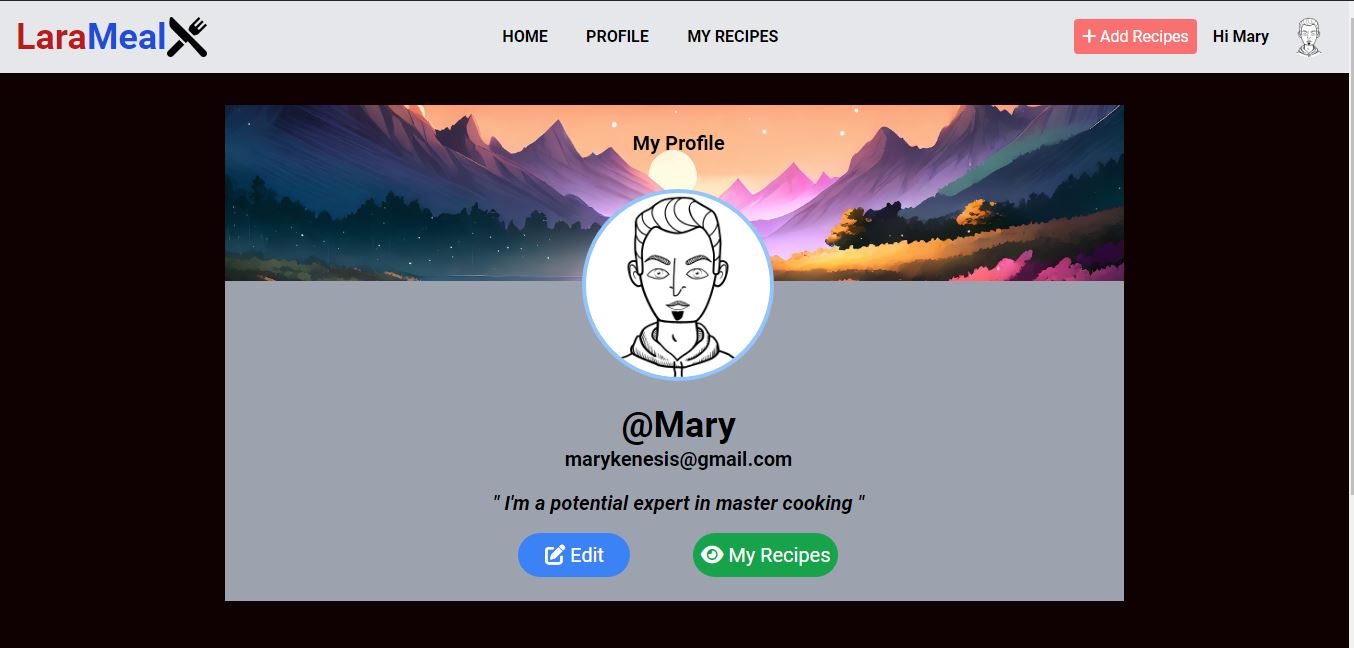 LaraMeal
HOME PROFILE MY RECIPES
Add Recipes
Hi Mary
My Profile
@Mary
marykenesis@gmail.com
" I'm a potential expert in master cooking "
Edit
My Recipes